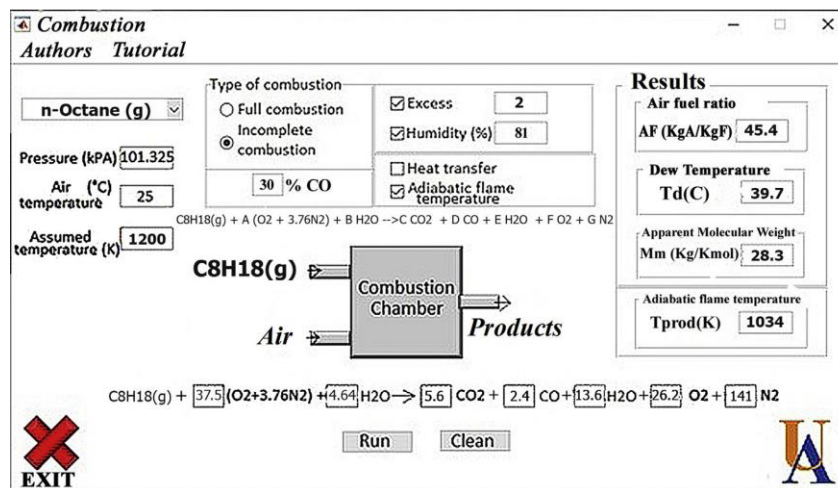 Combustion
Authors Tutorial
n-Octane (g)
Pressure (kPA) 101.325
Air (°C)
temperature 25
Assumed
temperature (K) 1200
Type of combustion
Full combustion
Incomplete
combustion
30 % CO
Excess 2
Humidity (%) 81
Heat transfer
Adiabatic flame
temperature
C8H18(g) + A (O2 + 3.76N2) + B H2O -->C CO2 + D CO + E H2O + F O2 + G N2
C8H18(g)
Air
Combustion
Chamber
Products
Results
Air fuel ratio
AF (KgA/KgF) 45.4
Dew Temperature
Td(C) 39.7
Apparent Molecular Weight
Mm (Kg/Kmol) 28.3
Adiabatic flame temperature
Tprod(K) 1034
C8H18(g) + 37.5 (O2+3.76N2) + 4.64 H2O 5.6 CO2 + 2.4 CO+ 13.6 H2O+ 26.2 O2 + 141 N2
Run Clean
EXIT
UA